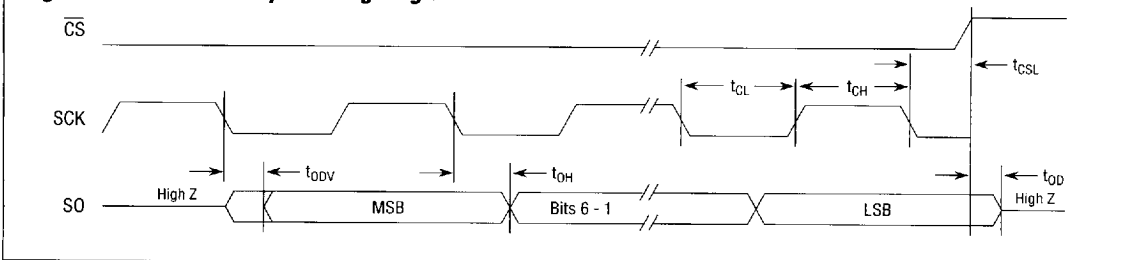 CS
tCSL
tCL
tCH
SCK
tODV
tOH
tOD
High Z
High Z
SO
MSB
Bits 6 - 1
LSB